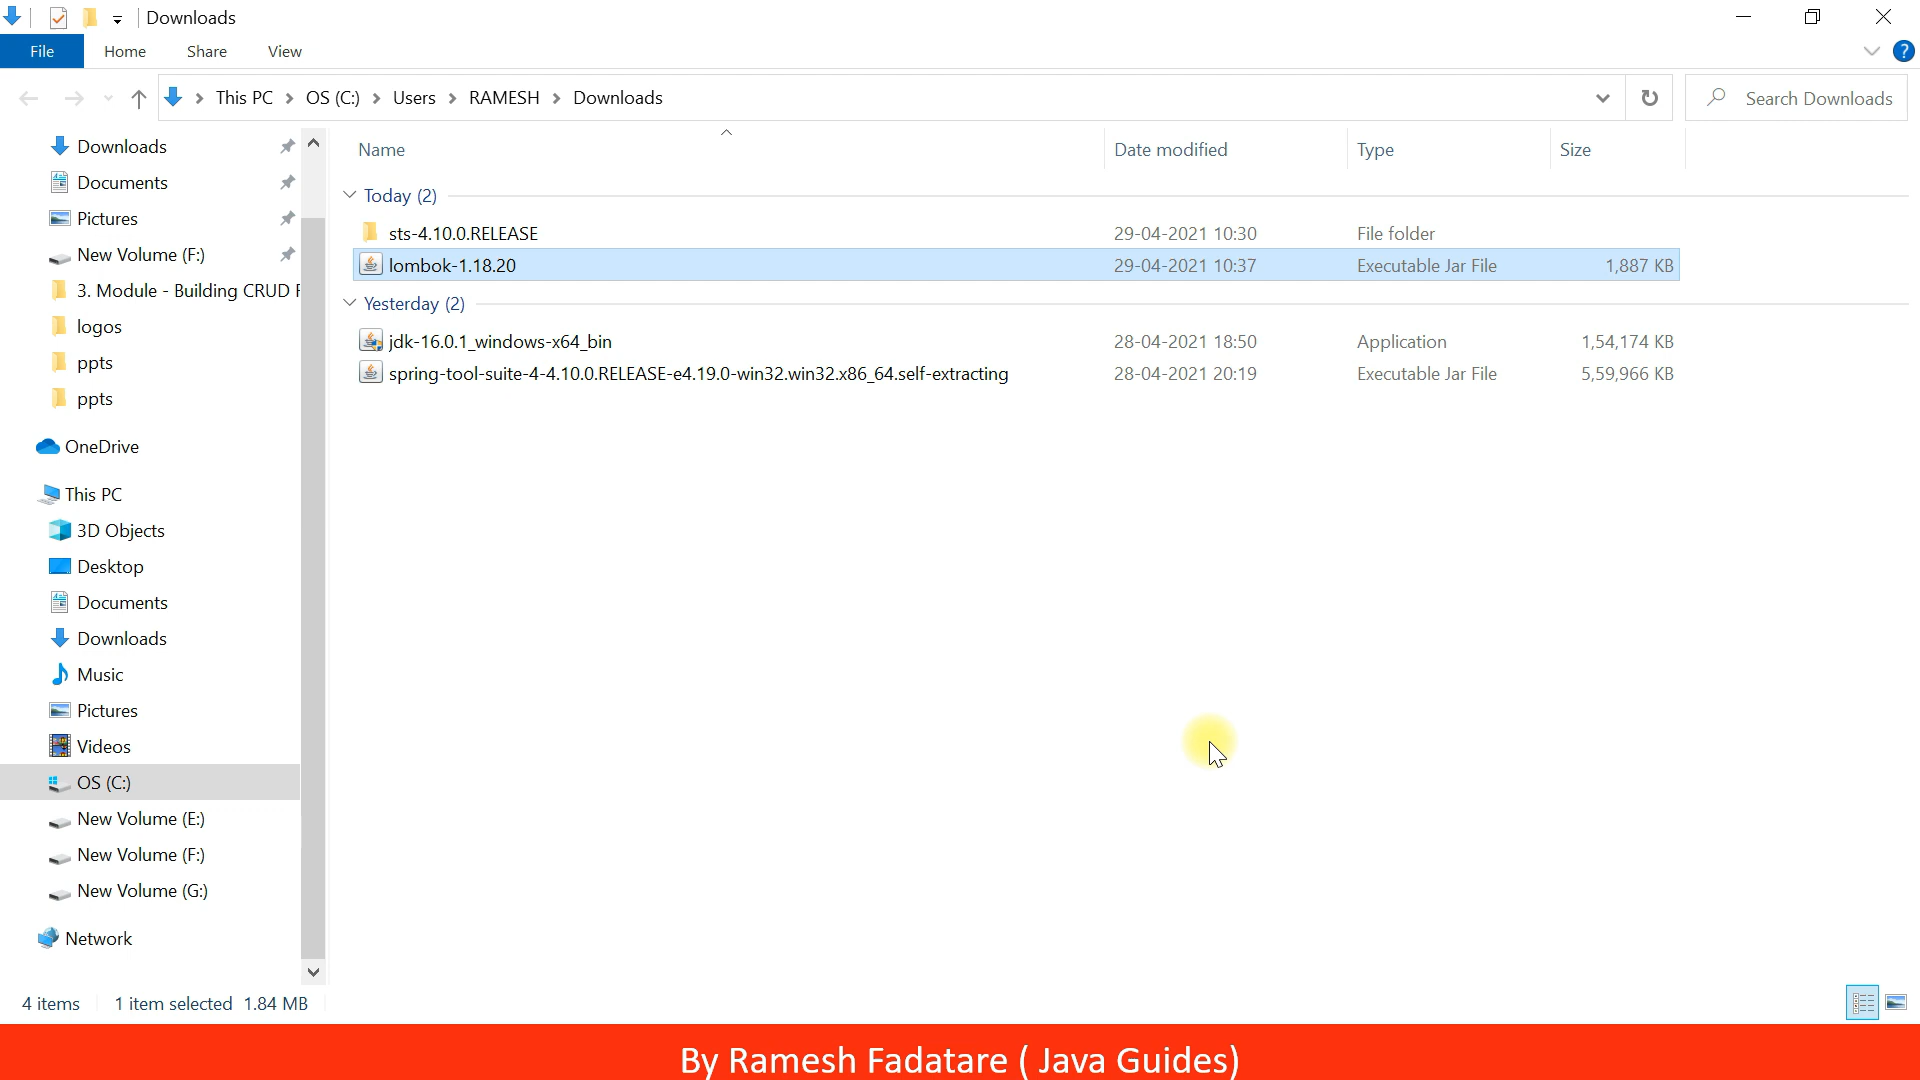 Downloads
File Home Share View
This PC OS (C:) Users RAMESH Downloads Search Downloads
Downloads
Documents
Pictures
New Volume (F:)
3. Module - Building CRUD
logos
ppts
ppts
OneDrive
This PC
3D Objects
Desktop
Documents
Downloads
Music
Pictures
Videos
OS (C:)
New Volume (E:)
New Volume (F:)
New Volume (G:)
Network
Name Date modified Type Size
Today (2)
sts-4.10.0.RELEASE 29-04-2021 10:30 File folder
lombok-1.18.20 29-04-2021 10:37 Executable Jar File 1,887 KB
Yesterday (2)
jdk-16.0.1_windows-x64_bin 28-04-2021 18:50 Application 1,54,174 KB
spring-tool-suite-4-4.10.0.RELEASE-e4.19.0-win32.win32.x86_64.self-extracting 28-04-2021 20:19 Executable Jar File 5,59,966 KB
4 items 1 item selected 1.84 MB
By Ramesh Fadatare ( Java Guides)